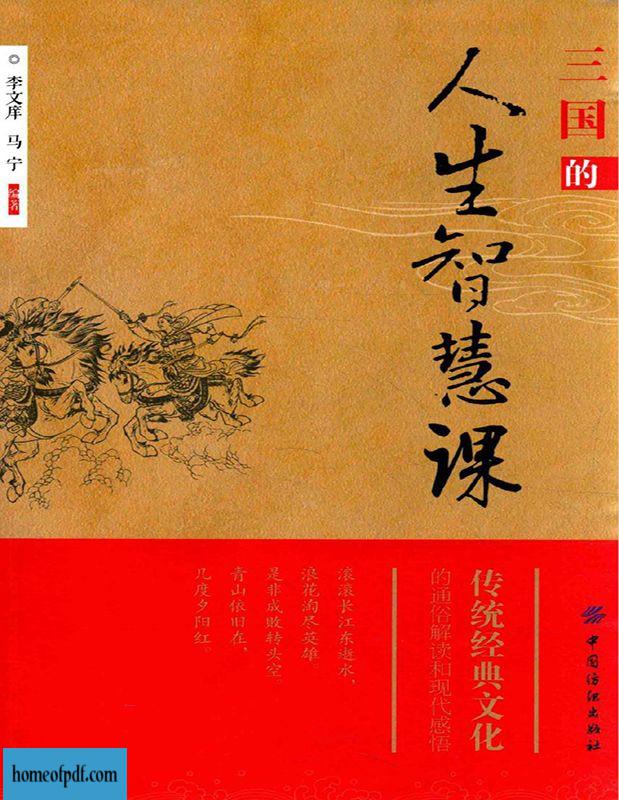 三国的
人生智慧课
◎ 李文库 马宁 编著
传统经典文化
的通俗解读和现代感悟
滚滚长江东逝水,
浪花淘尽英雄。
是非成败转头空。
青山依旧在,
几度夕阳红。
中国纺织出版社
homeofpdf.com